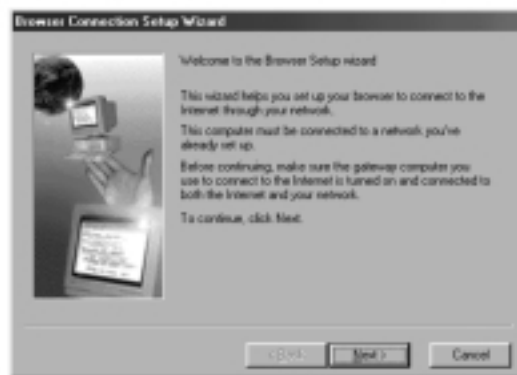 Browser Connection Setup Wizard
Welcome to the Browser Setup wizard
This wizard helps you set up your browser to connect to the
Internet through your network.
This computer must be connected to a network you've
already set up.
Before continuing, make sure the gateway computer you
use to connect to the Internet is turned on and connected to
both the Internet and your network.
To continue, click Next.
< Back
Next >
Cancel